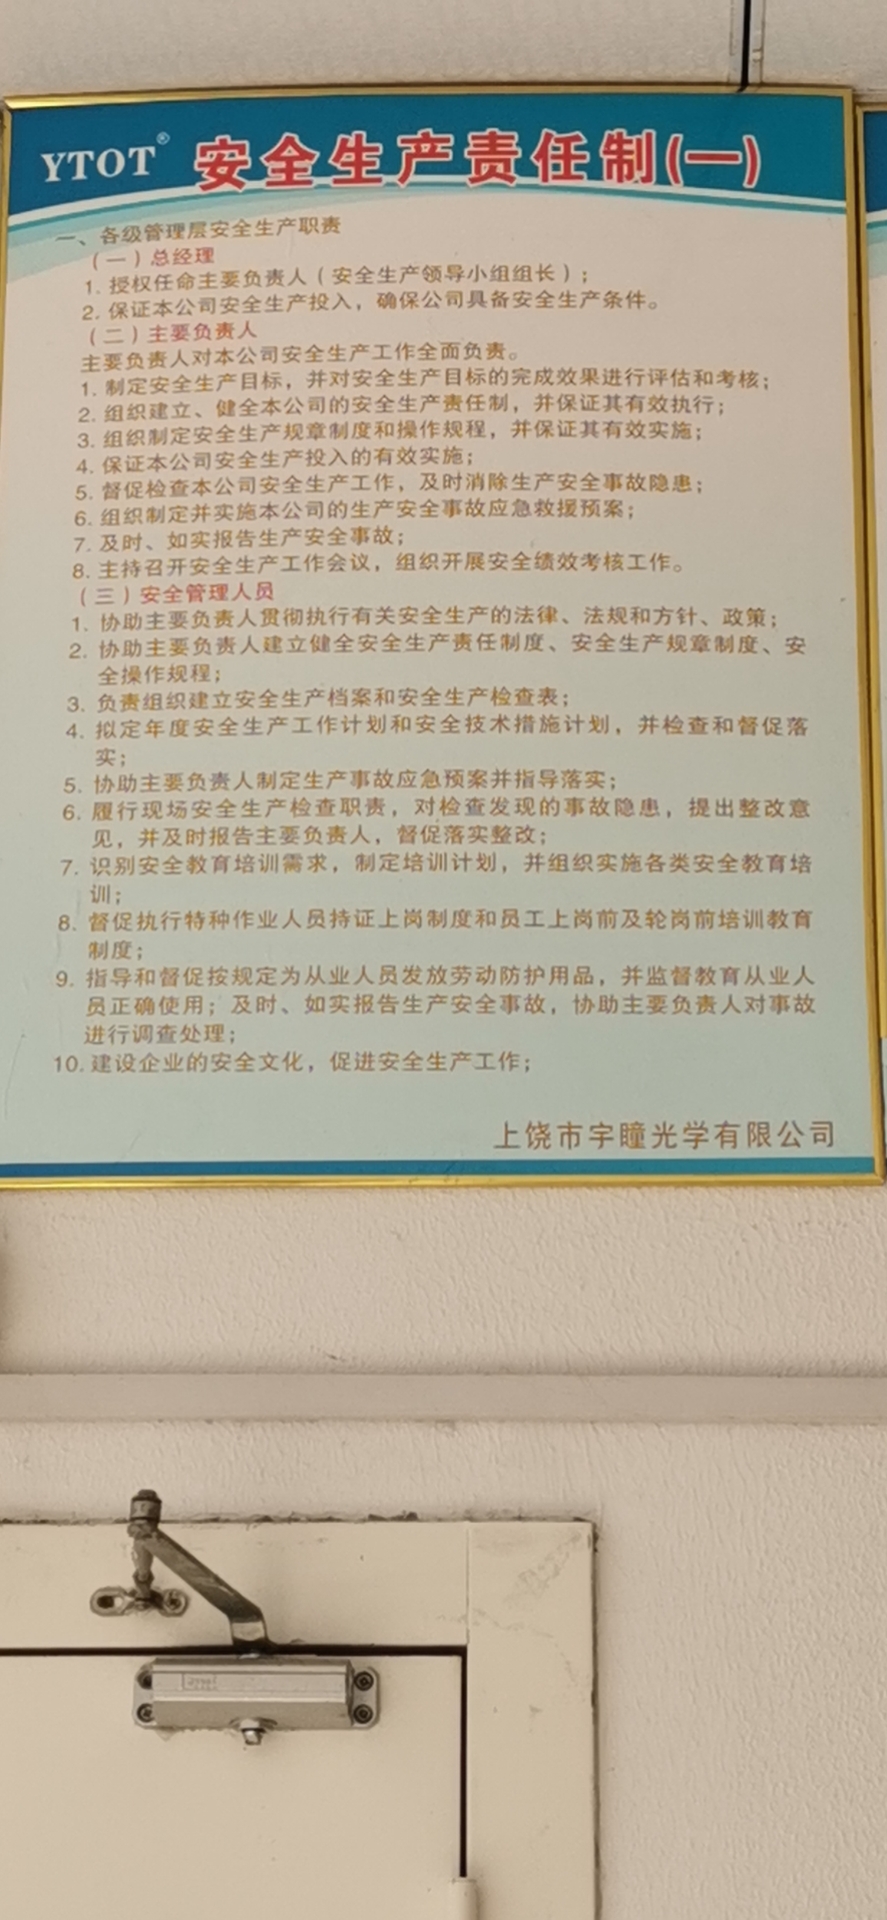 YTOT® 安全生产责任制(一)
一、各级管理层安全生产职责
(一)总经理
1. 授权任命主要负责人(安全生产领导小组组长);
2. 保证本公司安全生产投入，确保公司具备安全生产条件。
(二)主要负责人
主要负责人对本公司安全生产工作全面负责。
1. 制定安全生产目标，并对安全生产目标的完成效果进行评估和考核;
2. 组织建立、健全本公司的安全生产责任制，并保证其有效执行;
3. 组织制定安全生产规章制度和操作规程，并保证其有效实施;
4. 保证本公司安全生产投入的有效实施;
5. 督促检查本公司安全生产工作，及时消除生产安全事故隐患;
6. 组织制定并实施本公司的生产安全事故应急救援预案;
7. 及时、如实报告生产安全事故;
8. 主持召开安全生产工作会议，组织开展安全绩效考核工作。
(三)安全管理人员
1. 协助主要负责人贯彻执行有关安全生产的法律、法规和方针、政策;
2. 协助主要负责人建立健全安全生产责任制度、安全生产规章制度、安
全操作规程;
3. 负责组织建立安全生产档案和安全生产检查表;
4. 拟定年度安全生产工作计划和安全技术措施计划，并检查和督促落
实;
5. 协助主要负责人制定生产事故应急预案并指导落实;
6. 履行现场安全生产检查职责，对检查发现的事故隐患，提出整改意
见，并及时报告主要负责人，督促落实整改;
7. 识别安全教育培训需求，制定培训计划，并组织实施各类安全教育培
训;
8. 督促执行特种作业人员持证上岗制度和员工上岗前及轮岗前培训教育
制度;
9. 指导和督促按规定为从业人员发放劳动防护用品，并监督教育从业人
员正确使用; 及时、如实报告生产安全事故，协助主要负责人对事故
进行调查处理;
10. 建设企业的安全文化，促进安全生产工作;
上饶市宇瞳光学有限公司